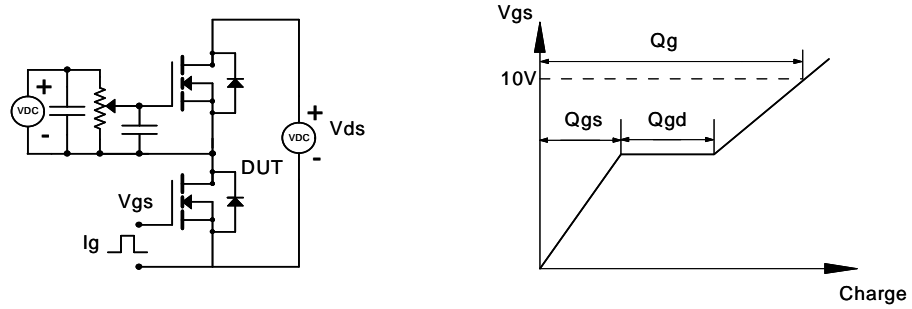 VDC
+
-
Vgs
Ig
DUT
VDC
+
-
Vds
Vgs
Qg
10V
Qgs
Qgd
Charge